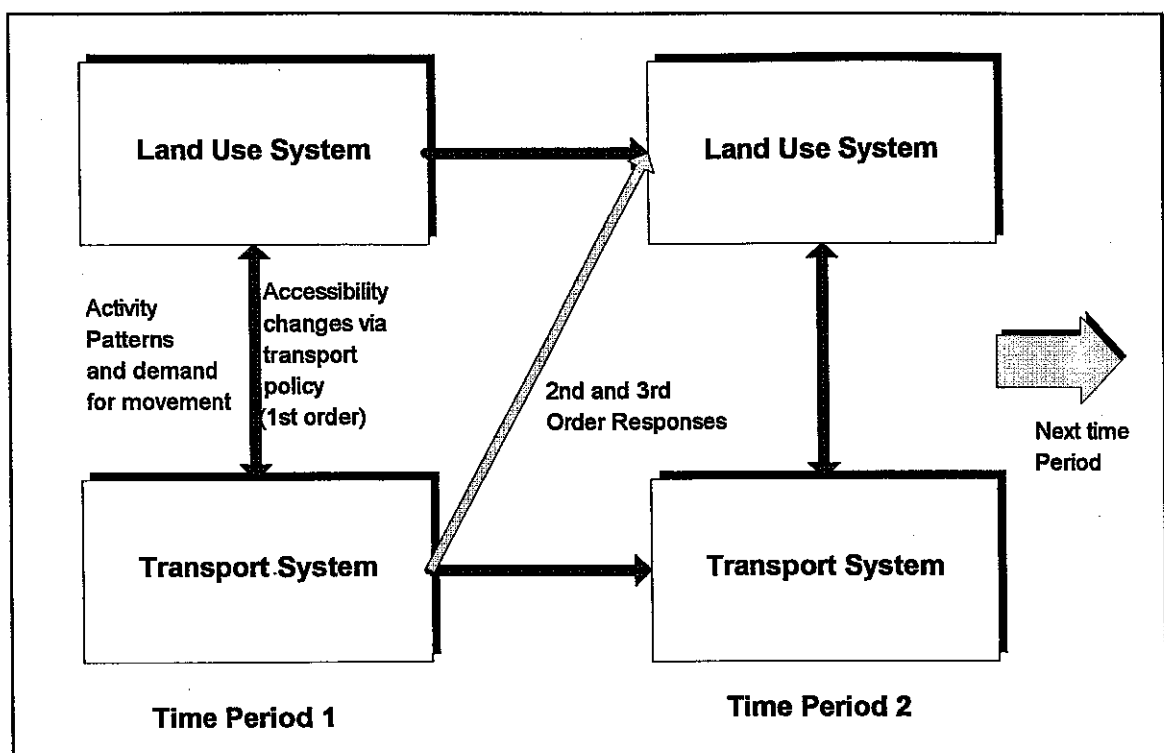 Land Use System
Land Use System
Activity
Patterns
and demand
for movement
Accessibility
changes via
transport
policy
(1st order)
2nd and 3rd
Order Responses
Next time
Period
Transport System
Transport System
Time Period 1
Time Period 2